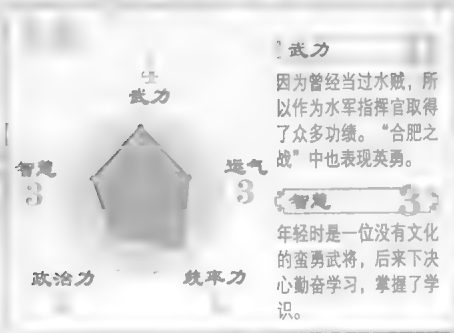 4
武力
智慧
3
运气
3
政治力
统率力
武力
因为曾经当过水贼，所
以作为水军指挥官取得
了众多功绩。“合肥之
战”中也表现英勇。
智慧
3
年轻时是一位没有文化
的蛮勇武将，后来下决
心勤奋学习，掌握了学
识。